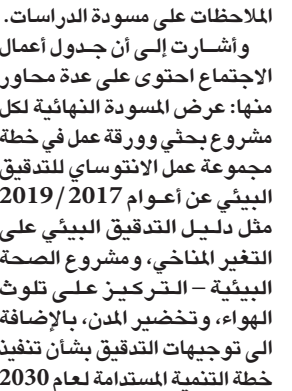 الملاحظات على مسودة الدراسات.
وأشارت إلى أن جدول أعمال
الاجتماع احتوى على عدة محاور
منها: عرض المسودة النهائية لكل
مشروع بحثي وورقة عمل في خطة
مجموعة عمل الانتوساي للتدقيق
البيئي عن أعوام 2017 / 2019
مثل دليل التدقيق البيئي على
التغير المناخي، ومشروع الصحة
البيئية – التركيز على تلوث
الهواء، وتخضير المدن، بالإضافة
الى توجيهات التدقيق بشأن تنفيذ
خطة التنمية المستدامة لعام 2030